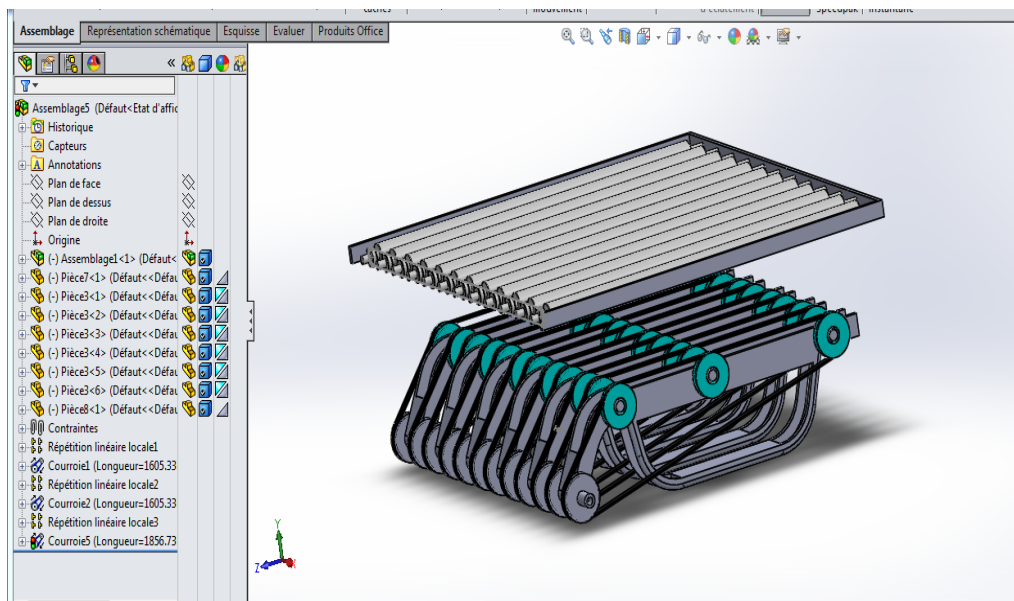 mouvement
Assemblage Représentation schématique Esquisse Evaluer Produits Office
Assemblage5 (Défaut<Etat d'affic
Historique
Capteurs
A Annotations
Plan de face
Plan de dessus
Plan de droite
Origine
(-) Assemblage1<1> (Défaut<
(-) Pièce7<1> (Défaut<<Défau
(-) Pièce3<1> (Défaut<<Défau
(-) Pièce3<2> (Défaut<<Défau
(-) Pièce3<3> (Défaut<<Défau
(-) Pièce3<4> (Défaut<<Défau
(-) Pièce3<5> (Défaut<<Défau
(-) Pièce3<6> (Défaut<<Défau
(-) Pièce8<1> (Défaut<<Défau
Contraintes
Répétition linéaire locale1
Courroie1 (Longueur=1605.33
Répétition linéaire locale2
Courroie2 (Longueur=1605.33
Répétition linéaire locale3
Courroie5 (Longueur=1856.73
Y
Z